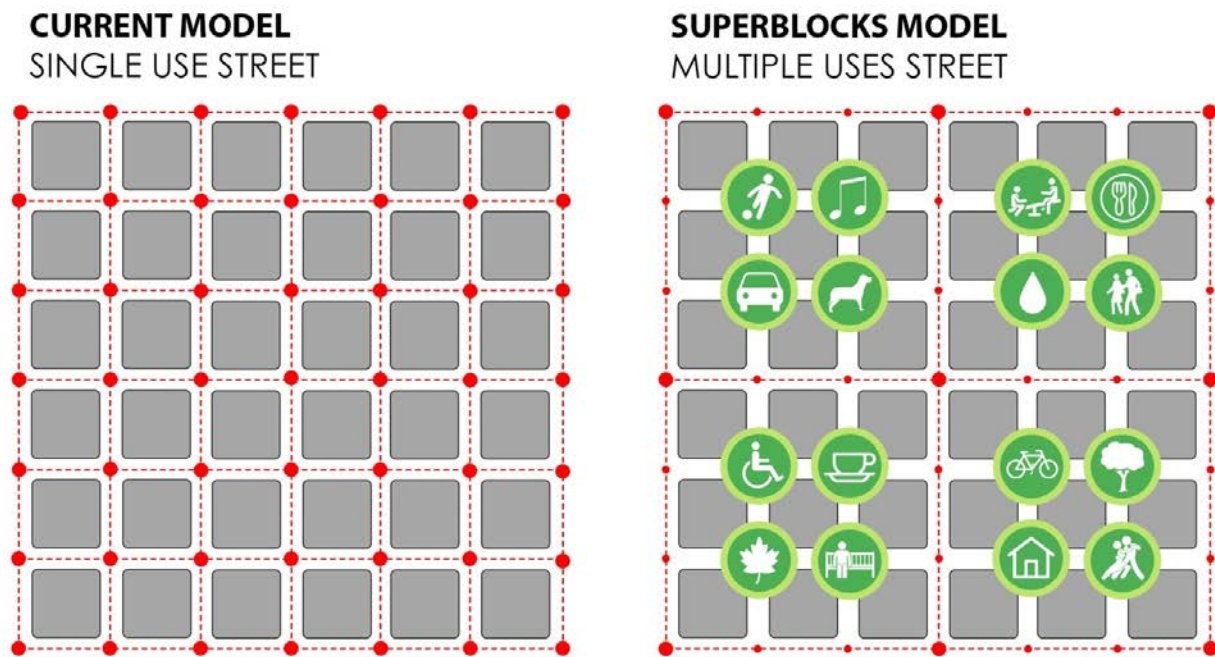 CURRENT MODEL
SINGLE USE STREET
SUPERBLOCKS MODEL
MULTIPLE USES STREET